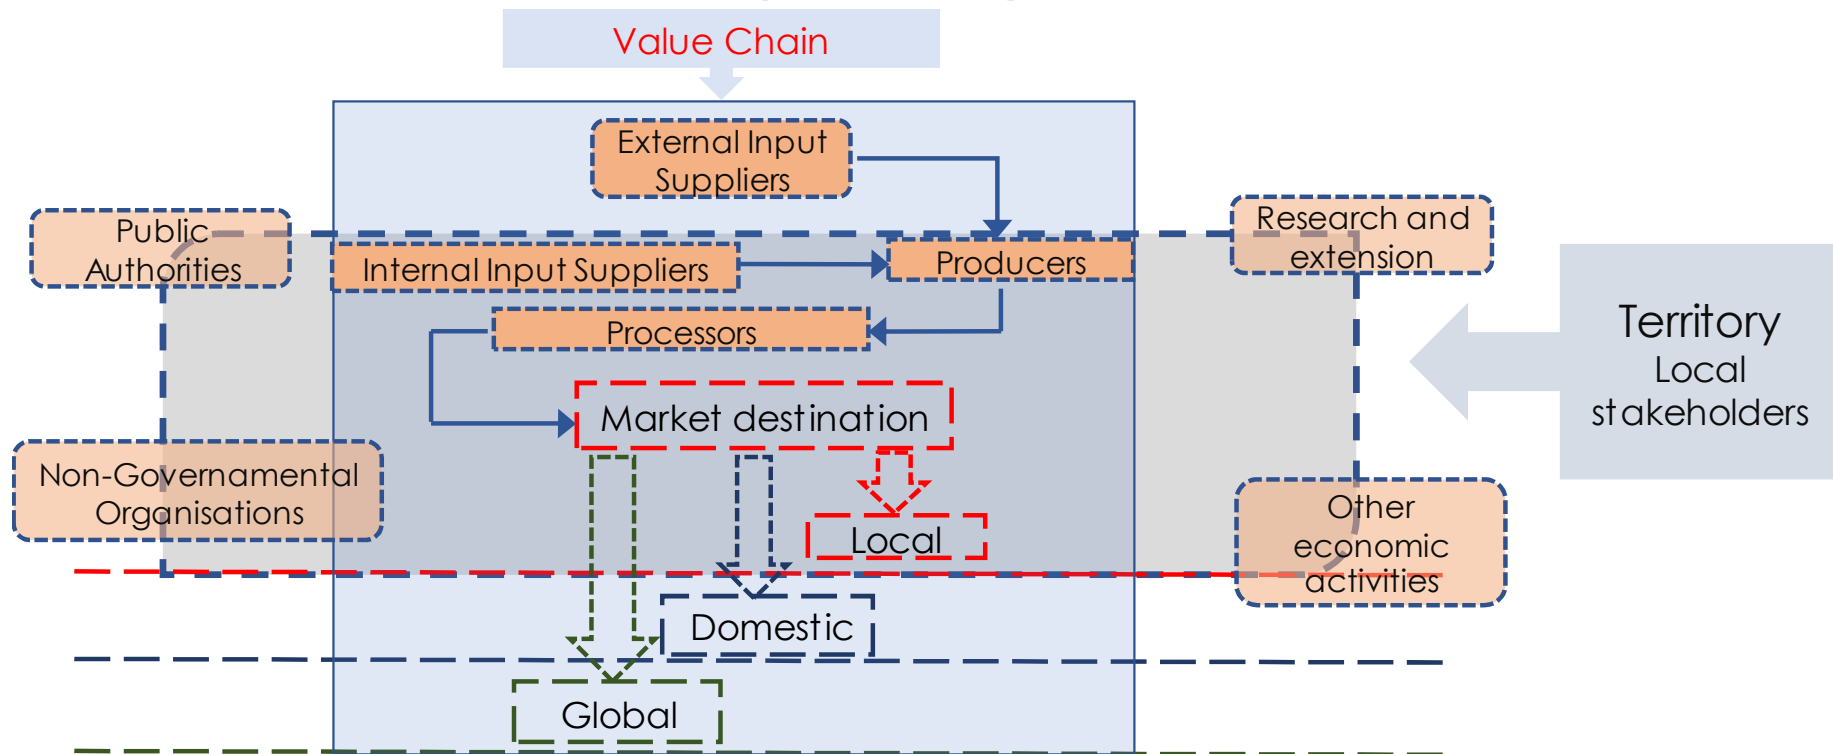 Value Chain
External Input
Suppliers
Public
Authorities
Research and
extension
Internal Input Suppliers
Producers
Processors
Territory
Local
stakeholders
Market destination
Non-Governamental
Organisations
Local
Other
economic
activities
Domestic
Global